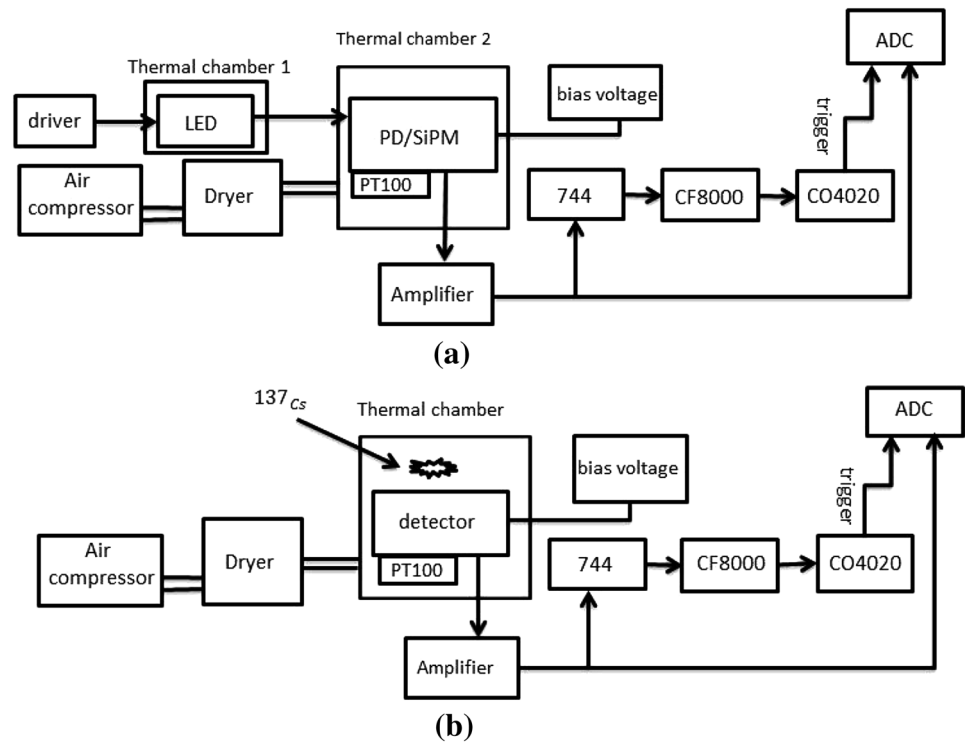 ADC
Thermal chamber 2
Thermal chamber 1
bias voltage
trigger
driver
LED
PD/SiPM
Air
compressor
Dryer
PT100
744
CF8000
CO4020
Amplifier
(a)
137Cs
Thermal chamber
ADC
bias voltage
trigger
detector
Air
compressor
Dryer
PT100
744
CF8000
CO4020
Amplifier
(b)